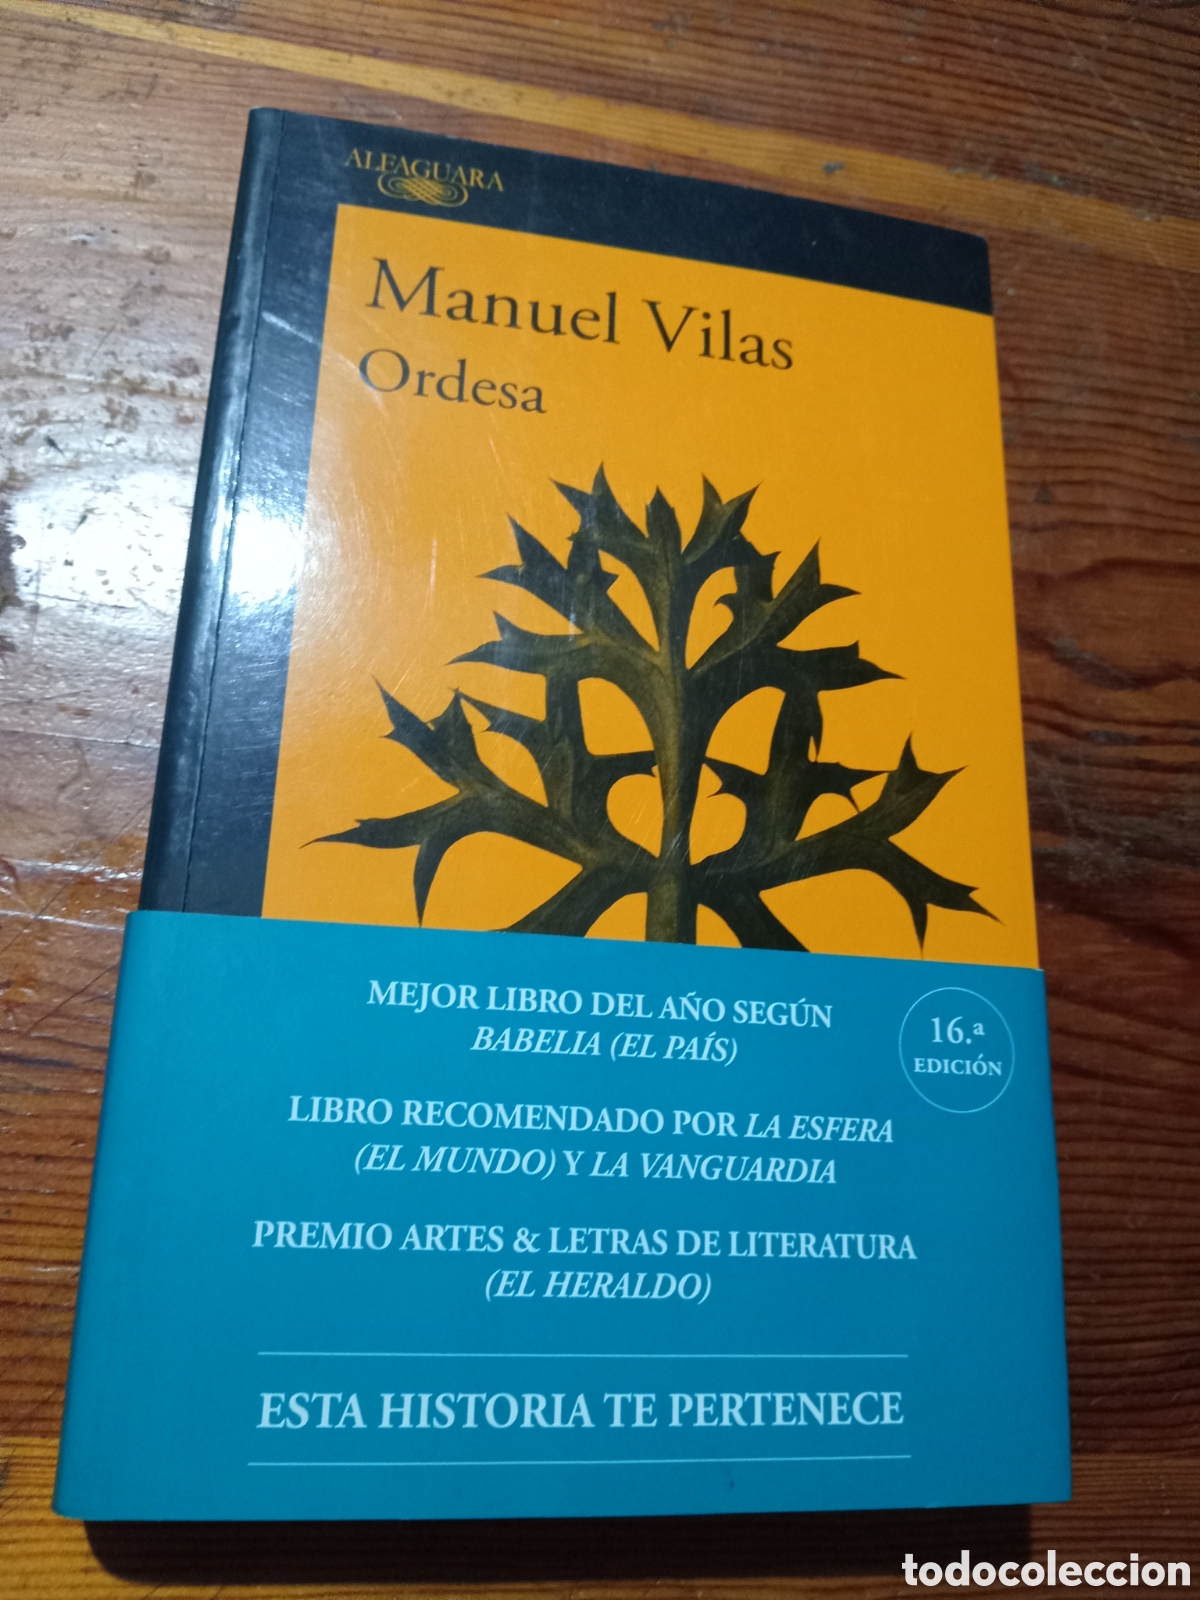 ALFAGUARA
Manuel Vilas
Ordesa
MEJOR LIBRO DEL AÑO SEGÚN
BABELIA (EL PAÍS)
16.ª
EDICIÓN
LIBRO RECOMENDADO POR LA ESFERA
(EL MUNDO) Y LA VANGUARDIA
PREMIO ARTES & LETRAS DE LITERATURA
(EL HERALDO)
ESTA HISTORIA TE PERTENECE
todocoleccion